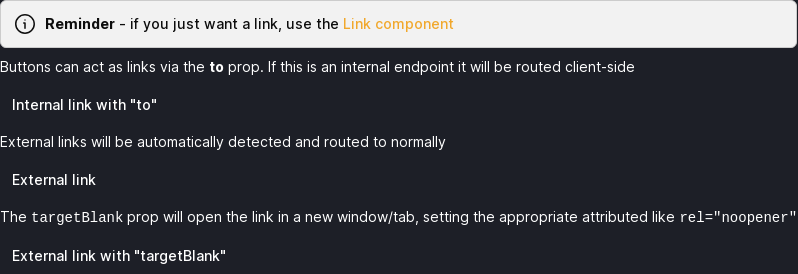 Reminder - if you just want a link, use the Link component
Buttons can act as links via the to prop. If this is an internal endpoint it will be routed client-side
Internal link with "to"
External links will be automatically detected and routed to normally
External link
The targetBlank prop will open the link in a new window/tab, setting the appropriate attributed like rel="noopener"
External link with "targetBlank"